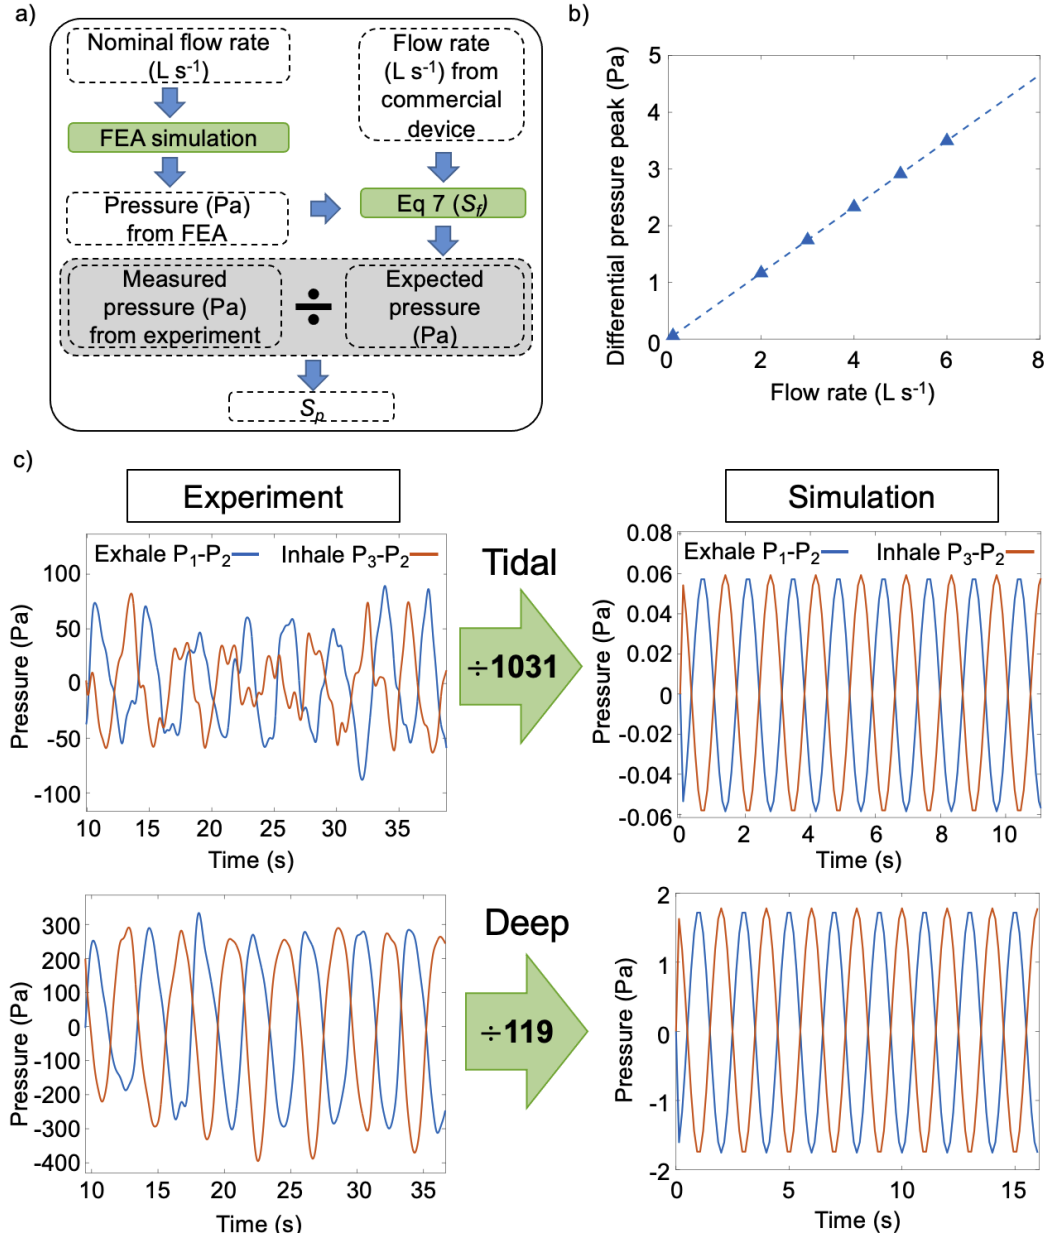 a)
Nominal flow rate
(L s⁻¹)
FEA simulation
Pressure (Pa)
from FEA
Flow rate
(L s⁻¹) from
commercial
device
Eq 7 (Sf)
Measured
pressure (Pa)
from experiment
÷
Expected
pressure
(Pa)
Sp
b)
Differential pressure peak (Pa)
5
4
3
2
1
0
2
4
6
8
Flow rate (L s⁻¹)
c)
Experiment
Exhale P₁-P₂
Inhale P₃-P₂
Pressure (Pa)
100
50
0
-50
-100
10
15
20
25
30
35
Time (s)
Tidal
÷1031
Simulation
Exhale P₁-P₂
Inhale P₃-P₂
Pressure (Pa)
0.08
0.06
0.04
0.02
0
-0.02
-0.04
-0.06
0
2
4
6
8
10
Time (s)
Pressure (Pa)
300
200
100
0
-100
-200
-300
-400
10
15
20
25
30
35
Time (s)
Deep
÷119
Pressure (Pa)
2
1
0
-1
-2
0
5
10
15
Time (s)